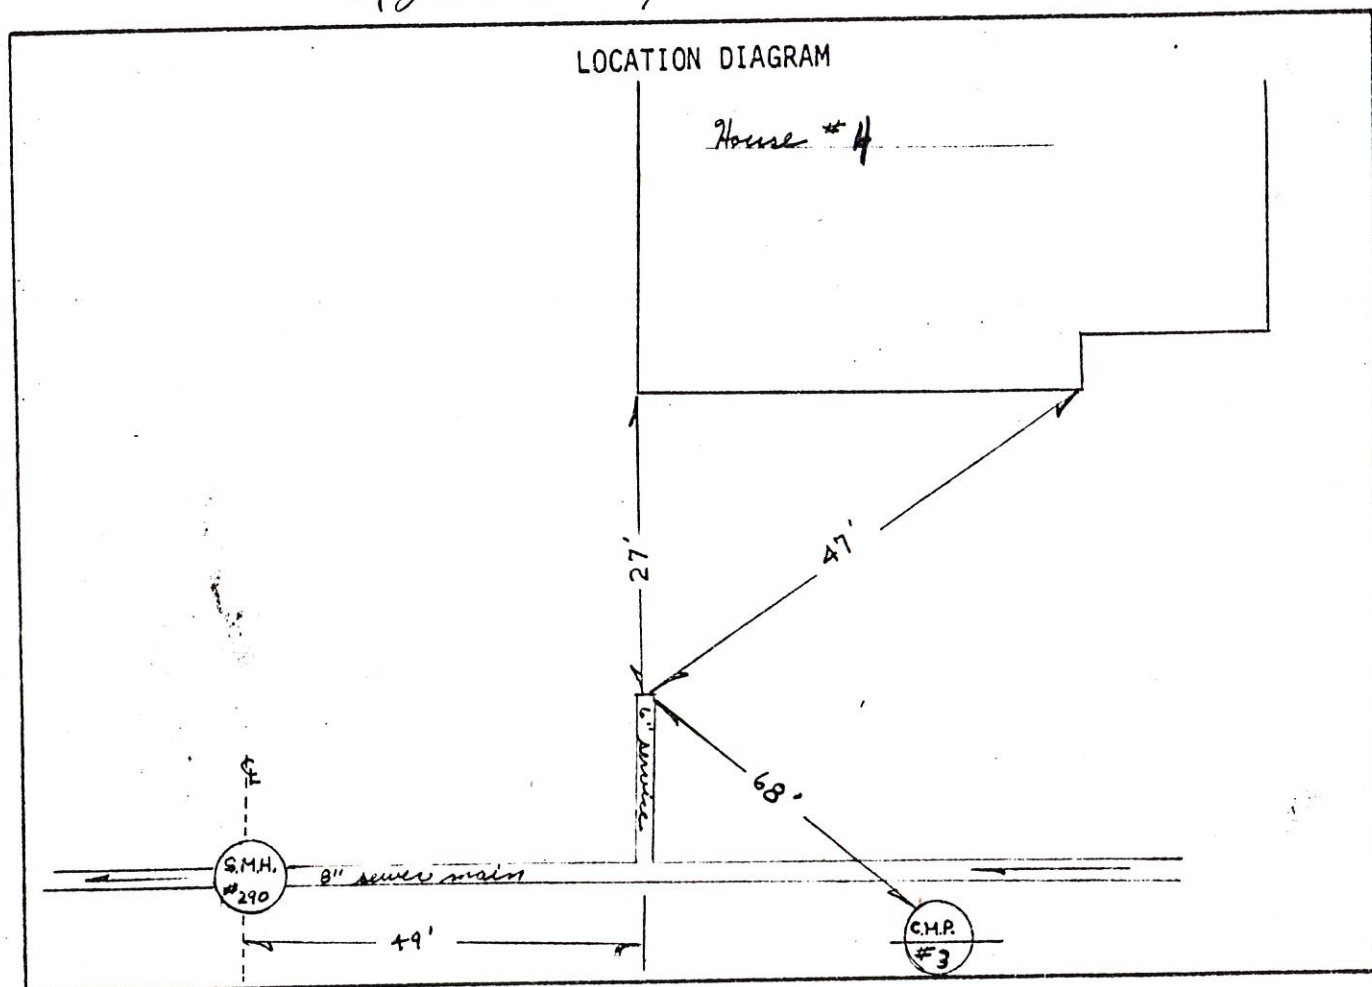 LOCATION DIAGRAM
House # 4
27'
47'
6" service
68'
S.M.H.
#290
8" sewer main
49'
C.M.P.
#3